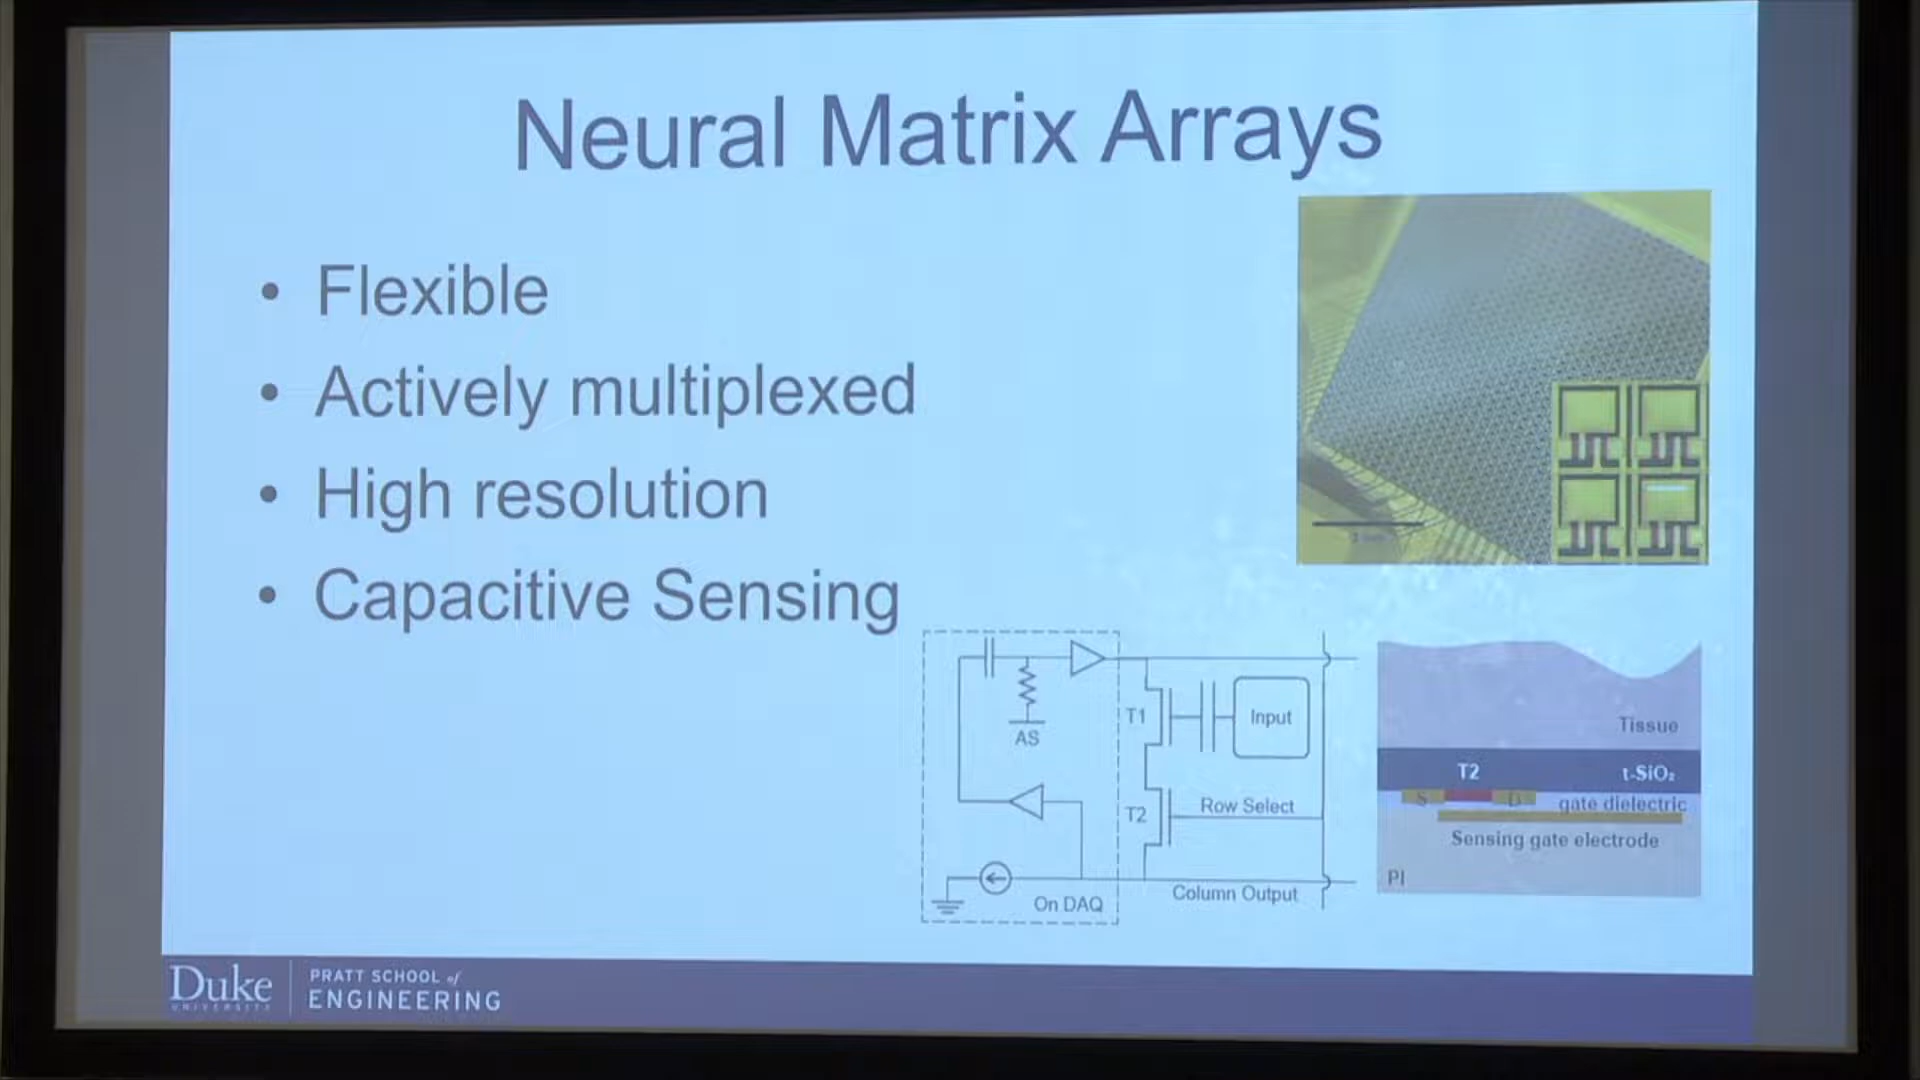 Neural Matrix Arrays
• Flexible
• Actively multiplexed
• High resolution
• Capacitive Sensing
AS
T1
Input
T2
Row Select
Column Output
On DAQ
Tissue
T2
t-SiO₂
S
D
gate dielectric
Sensing gate electrode
PI
Duke
UNIVERSITY
PRATT SCHOOL of
ENGINEERING